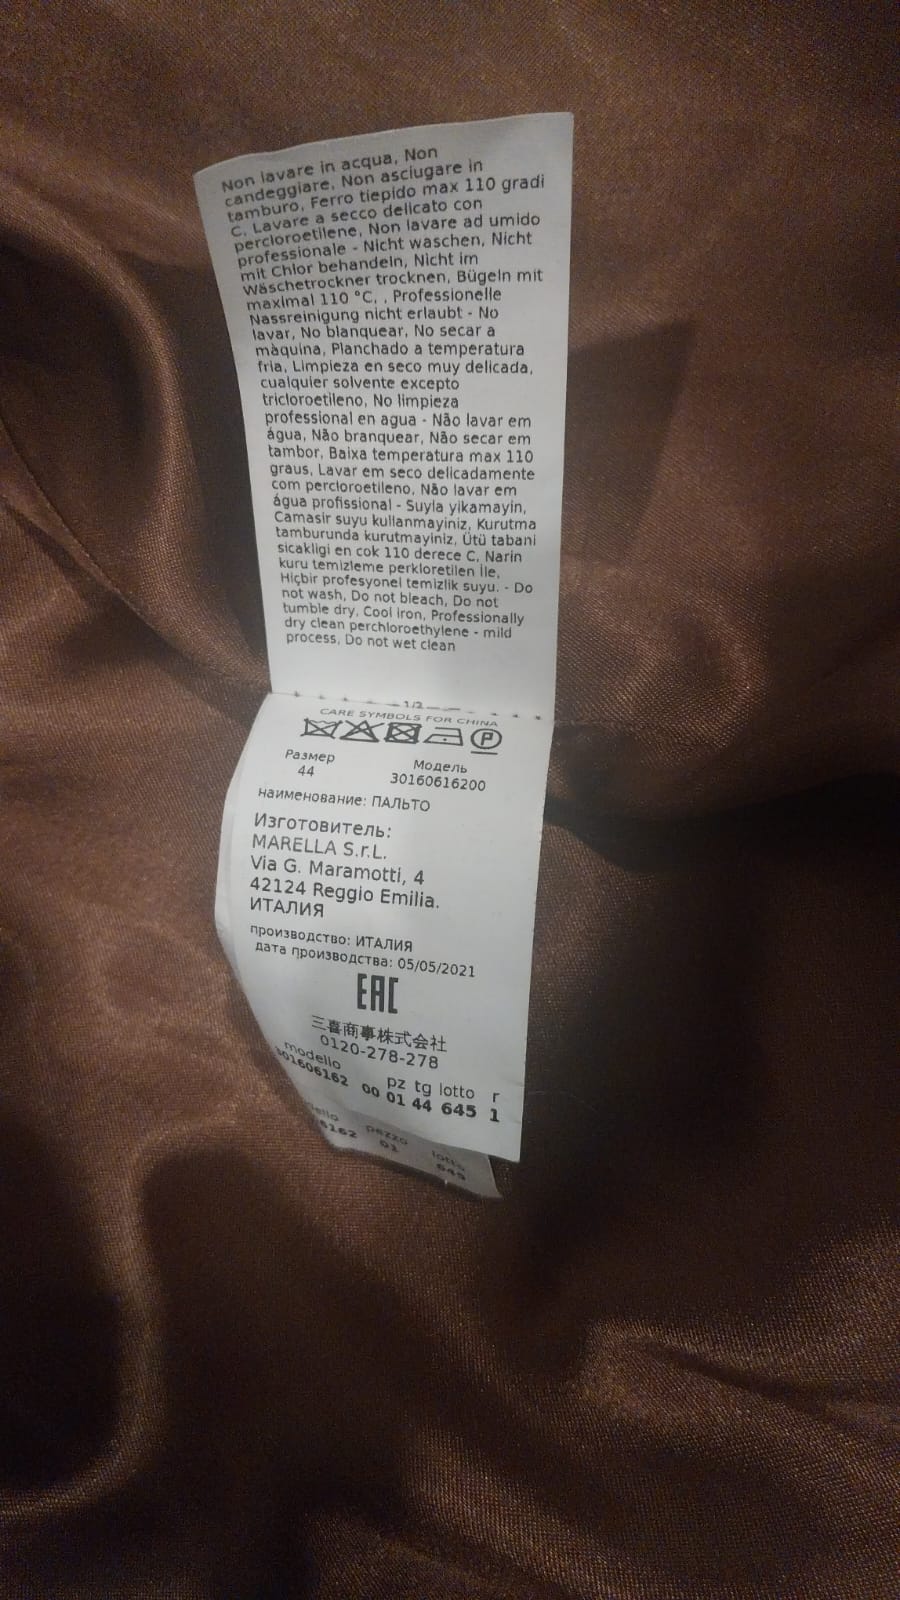 Non lavare in acqua, Non
candeggiare, Non asciugare in
tamburo, Ferro tiepido max 110 gradi
C, Lavare a secco delicato con
percloroetilene, Non lavare ad umido
professionale - Nicht waschen, Nicht
mit Chlor behandeln, Nicht im
Wäschetrockner trocknen, Bügeln mit
maximal 110 °C, , Professionelle
Nassreinigung nicht erlaubt - No
lavar, No blanquear, No secar a
màquina, Planchado a temperatura
fria, Limpieza en seco muy delicada,
cualquier solvente excepto
tricloroetileno, No limpieza
professional en agua - Não lavar em
água, Não branquear, Não secar em
tambor, Baixa temperatura max 110
graus, Lavar em seco delicadamente
com percloroetileno, Não lavar em
água profissional - Suyla yikamayin,
Camasir suyu kullanmayiniz, Kurutma
tamburunda kurutmayiniz, Ütü tabani
sicakligi en cok 110 derece C, Narin
kuru temizleme perkloretilen İle,
Hiçbir profesyonel temizlik suyu. - Do
not wash, Do not bleach, Do not
tumble dry, Cool iron, Professionally
dry clean perchloroethylene - mild
process, Do not wet clean
CARE SYMBOLS FOR CHINA
P
Размер Модель
44 30160616200
наименование: ПАЛЬТО
Изготовитель:
MARELLA S.r.L.
Via G. Maramotti, 4
42124 Reggio Emilia.
ИТАЛИЯ
производство: ИТАЛИЯ
дата производства: 05/05/2021
EAC
三喜商事株式会社
0120-278-278
modello pz tg lotto r
301606162 00 01 44 645 1
pezzo lotto
6162 01 645